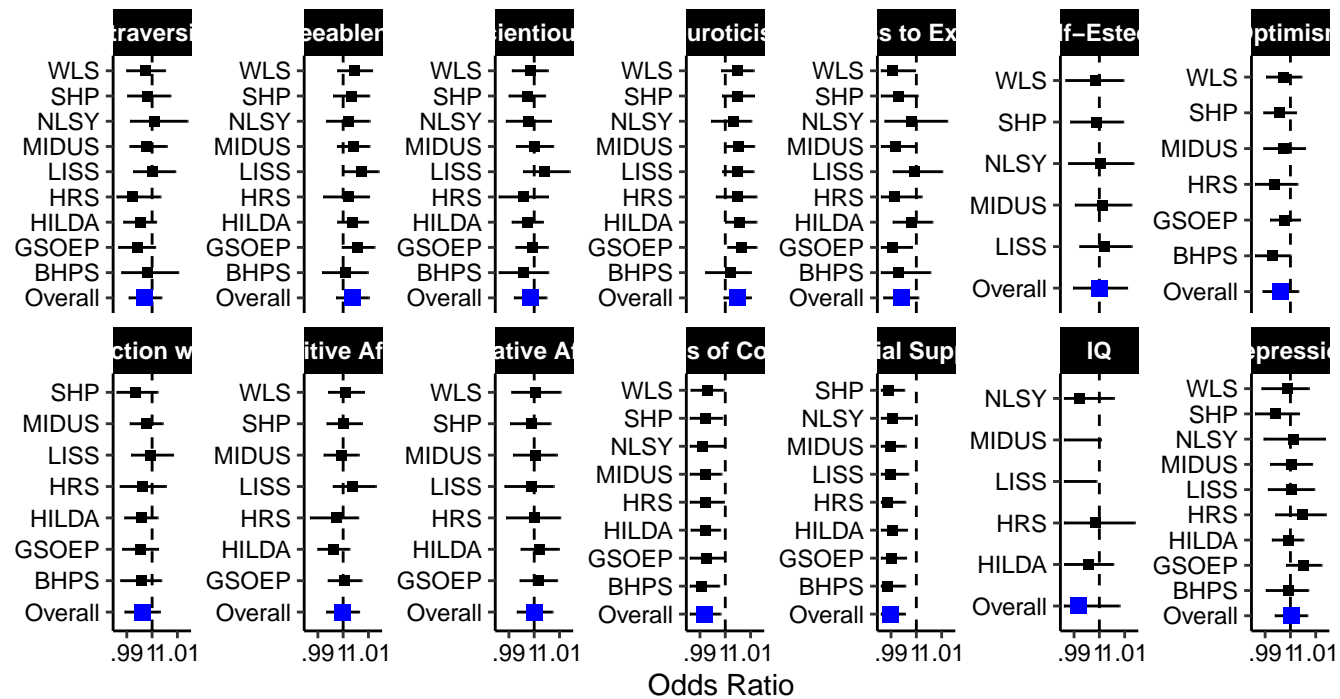 traversi
eeablen
cientiou
uroticis
s to Ex
lf−Estee
ptimism
WLS
SHP
NLSY
MIDUS
LISS
HRS
HILDA
GSOEP
BHPS
Overall
WLS
SHP
NLSY
MIDUS
LISS
HRS
HILDA
GSOEP
BHPS
Overall
WLS
SHP
NLSY
MIDUS
LISS
HRS
HILDA
GSOEP
BHPS
Overall
WLS
SHP
NLSY
MIDUS
LISS
HRS
HILDA
GSOEP
BHPS
Overall
WLS
SHP
NLSY
MIDUS
LISS
HRS
HILDA
GSOEP
BHPS
Overall
WLS
SHP
NLSY
MIDUS
LISS
Overall
WLS
SHP
MIDUS
HRS
GSOEP
BHPS
Overall
ction w
itive Af
ative Af
s of Co
ial Supp
IQ
epressio
SHP
MIDUS
LISS
HRS
HILDA
GSOEP
BHPS
Overall
WLS
SHP
MIDUS
LISS
HRS
HILDA
GSOEP
Overall
WLS
SHP
MIDUS
LISS
HRS
HILDA
GSOEP
Overall
WLS
SHP
NLSY
MIDUS
HRS
HILDA
GSOEP
BHPS
Overall
SHP
NLSY
MIDUS
LISS
HRS
HILDA
GSOEP
BHPS
Overall
NLSY
MIDUS
LISS
HRS
HILDA
Overall
WLS
SHP
NLSY
MIDUS
LISS
HRS
HILDA
GSOEP
BHPS
Overall
.99 1 1.01
.99 1 1.01
.99 1 1.01
.99 1 1.01
.99 1 1.01
.99 1 1.01
.99 1 1.01
Odds Ratio